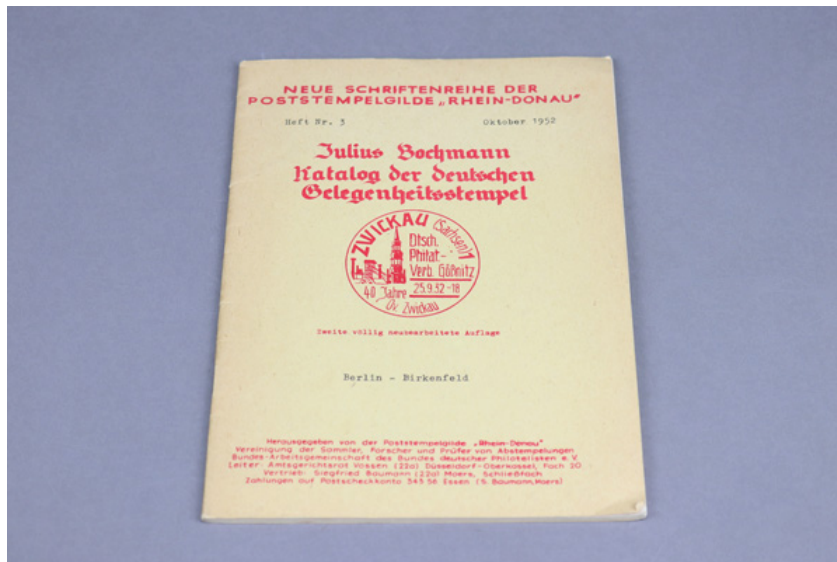 NEUE SCHRIFTENREIHE DER
POSTSTEMPELGILDE „RHEIN-DONAU“
Heft Nr. 3 Oktober 1952
Julius Bochmann
Katalog der deutschen
Gelegenheitsstempel
ZWICKAU (Sachsen) 1
Dtsch.
Philat-
Verb. Gößnitz
25.9.32-18
40 Jahre
Ov. Zwickau
Zweite völlig neubearbeitete Auflage
Berlin - Birkenfeld
Herausgegeben von der Poststempelgilde „Rhein-Donau“
Vereinigung der Sammler, Forscher und Prüfer von Abstempelungen
Bundes-Arbeitsgemeinschaft des Bundes deutscher Philatelisten e. V.
Leiter: Amtsgerichtsrat Vossen (22a) Düsseldorf-Oberkassel, Fach 20
Vertrieb: Siegfried Baumann (22a) Moers, Schließfach
Zahlungen auf Postscheckkonto 343 56 Essen (S. Baumann, Moers)